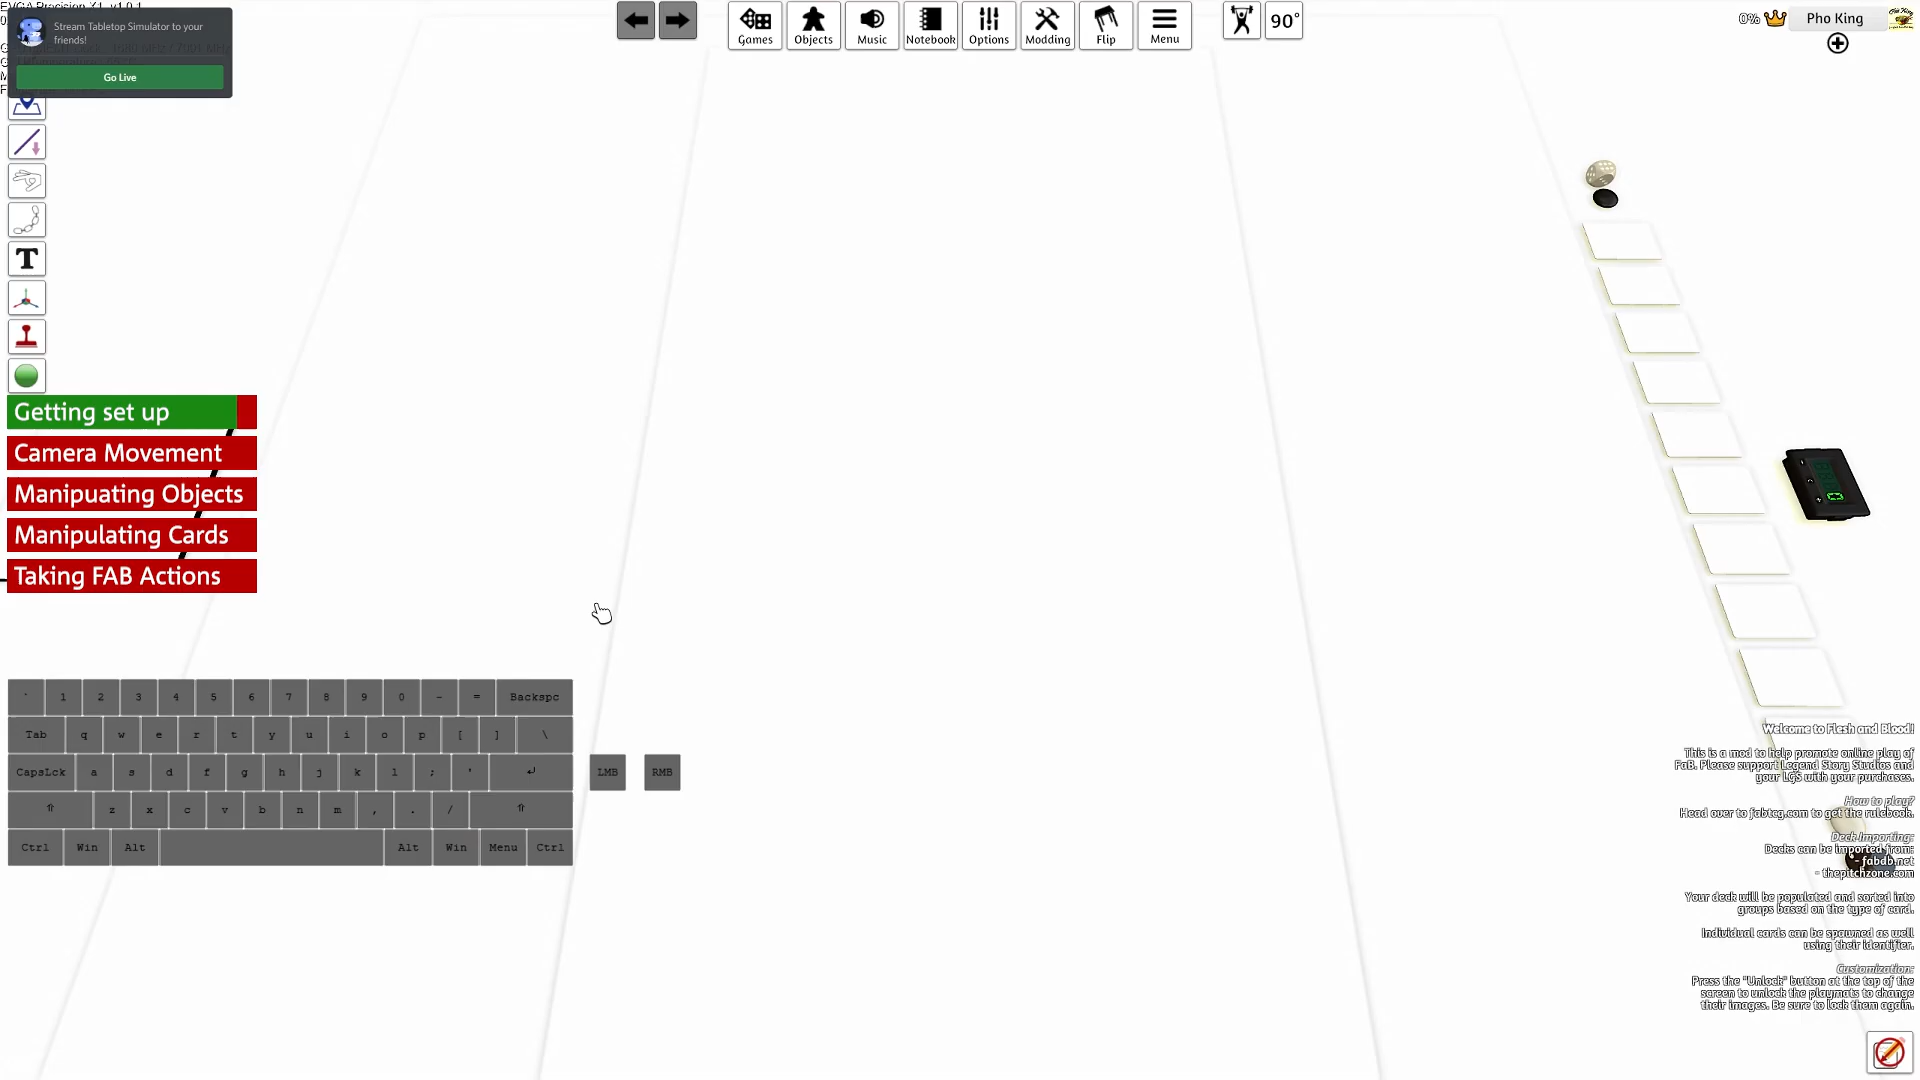 EVGA Precision X1, v1.0.1
Stream Tabletop Simulator to your
friends!
Go Live
Games
Objects
Music
Notebook
Options
Modding
Flip
Menu
90°
0%
Pho King
T
Getting set up
Camera Movement
Manipuating Objects
Manipulating Cards
Taking FAB Actions
` 1 2 3 4 5 6 7 8 9 0 - = Backspc
Tab q w e r t y u i o p [ ] \
CapsLck a s d f g h j k l ; ' ↵
⇑ z x c v b n m , . / ⇑
Ctrl Win Alt Alt Win Menu Ctrl
LMB RMB
Welcome to Flesh and Blood!
This is a mod to help promote online play of
FaB. Please support Legend Story Studios and
your LGS with your purchases.
How to play?
Head over to fabtcg.com to get the rulebook.
Deck Importing:
Decks can be imported from:
- fabdb.net
- thepitchzone.com
Your deck will be populated and sorted into
groups based on the type of card.
Individual cards can be spawned as well
using their identifier.
Customization:
Press the "Unlock" button at the top of the
screen to unlock the playmats to change
their images. Be sure to lock them again.